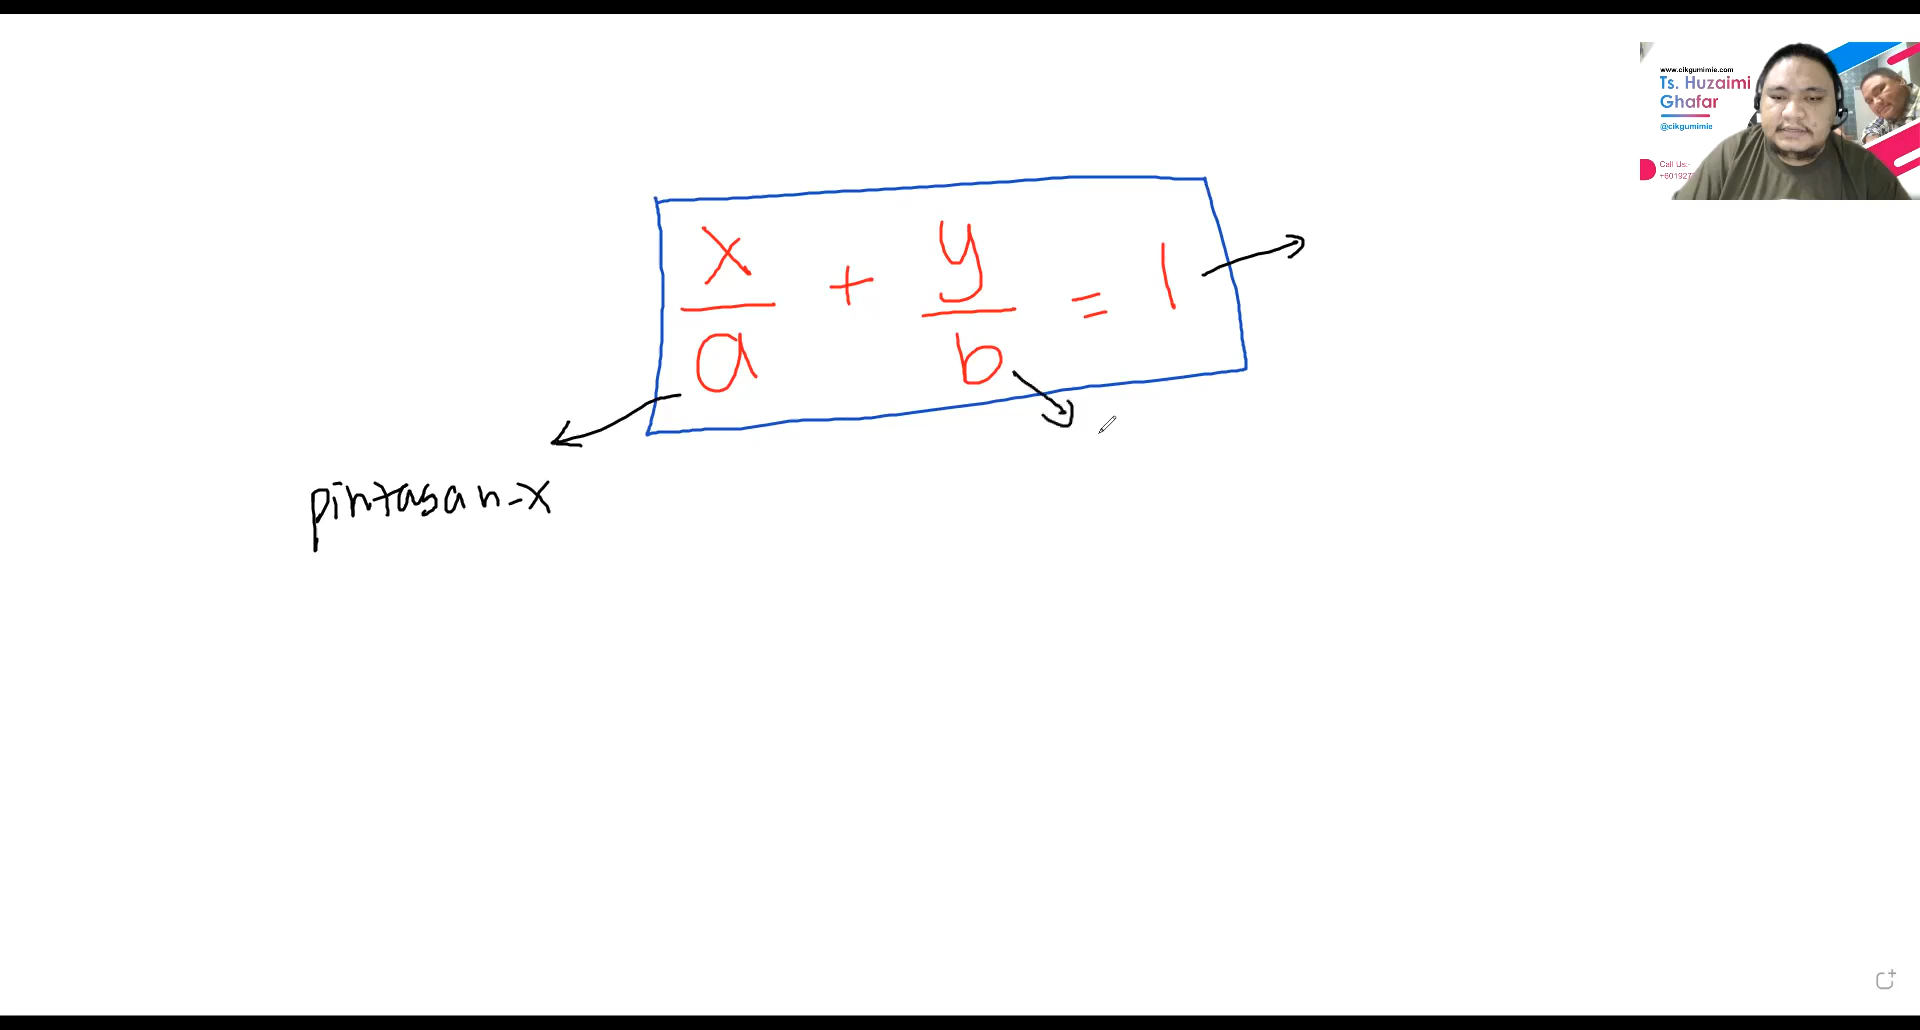 www.cikgumimie.com
Ts. Huzaimi
Ghafar
@cikgumimie
Call Us:-
x/a + y/b = 1
pintasan-x